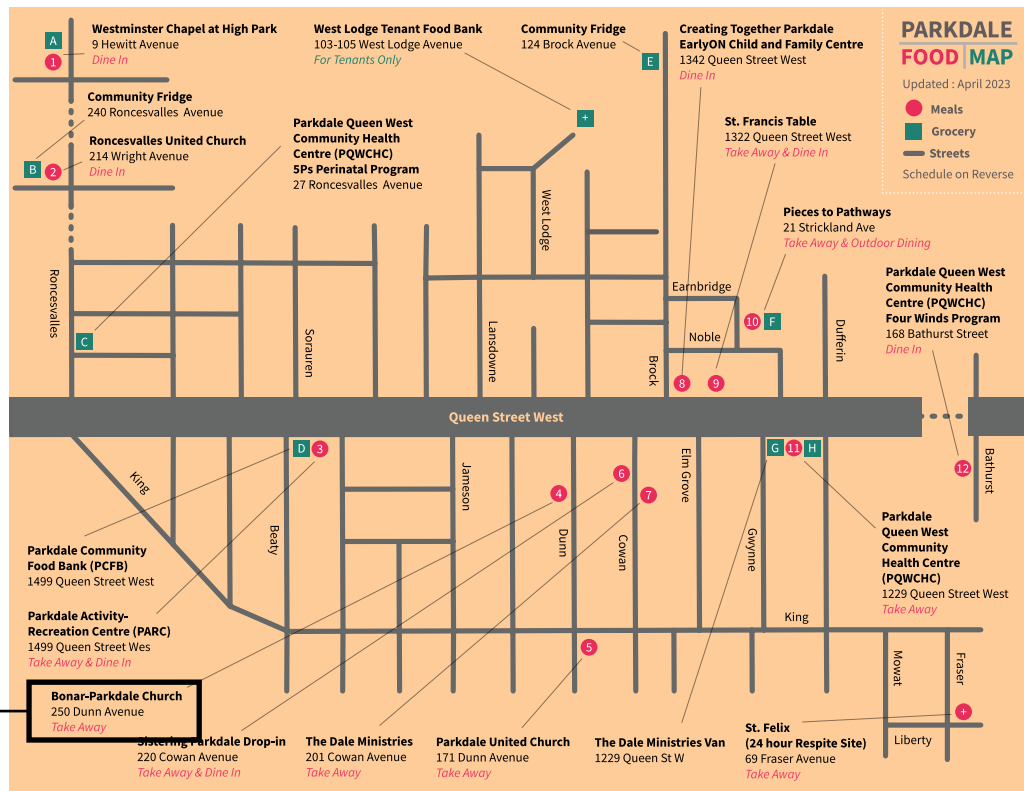 PARKDALE
FOOD MAP
Updated : April 2023
Meals
Grocery
Streets
Schedule on Reverse
A
1
Westminster Chapel at High Park
9 Hewitt Avenue
Dine In
West Lodge Tenant Food Bank
103-105 West Lodge Avenue
For Tenants Only
Community Fridge
124 Brock Avenue
E
Creating Together Parkdale
EarlyON Child and Family Centre
1342 Queen Street West
Dine In
Community Fridge
240 Roncesvalles Avenue
Roncesvalles United Church
214 Wright Avenue
Dine In
B
2
Parkdale Queen West
Community Health
Centre (PQWCHC)
5Ps Perinatal Program
27 Roncesvalles Avenue
+
St. Francis Table
1322 Queen Street West
Take Away & Dine In
Pieces to Pathways
21 Strickland Ave
Take Away & Outdoor Dining
Parkdale Queen West
Community Health
Centre (PQWCHC)
Four Winds Program
168 Bathurst Street
Dine In
West Lodge
Earnbridge
10
F
Noble
Roncesvalles
C
Sorauren
Lansdowne
Brock
8
9
Dufferin
Queen Street West
D
3
G
11
H
12
Bathurst
King
Beaty
Jameson
4
Dunn
6
7
Cowan
Elm Grove
Gwynne
Parkdale
Queen West
Community
Health Centre
(PQWCHC)
1229 Queen Street West
Take Away
Parkdale Community
Food Bank (PCFB)
1499 Queen Street West
Parkdale Activity-
Recreation Centre (PARC)
1499 Queen Street Wes
Take Away & Dine In
King
5
Mowat
Fraser
+
Liberty
Bonar-Parkdale Church
250 Dunn Avenue
Take Away
Sistering Parkdale Drop-in
220 Cowan Avenue
Take Away & Dine In
The Dale Ministries
201 Cowan Avenue
Take Away
Parkdale United Church
171 Dunn Avenue
Take Away
The Dale Ministries Van
1229 Queen St W
St. Felix
(24 hour Respite Site)
69 Fraser Avenue
Take Away